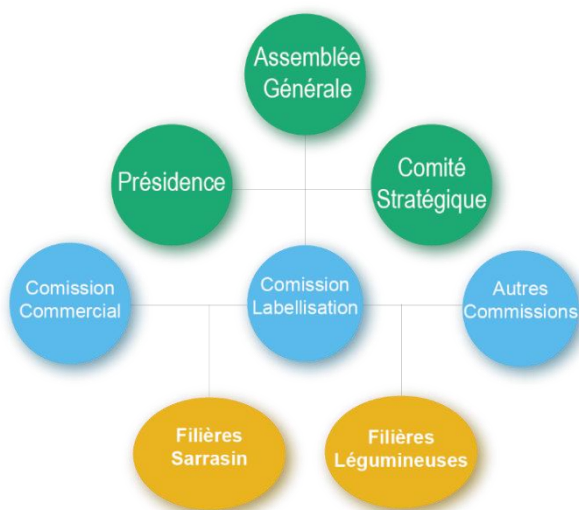 Assemblée
Générale
Présidence
Comité
Stratégique
Comission
Commercial
Comission
Labellisation
Autres
Commissions
Filières
Sarrasin
Filières
Légumineuses